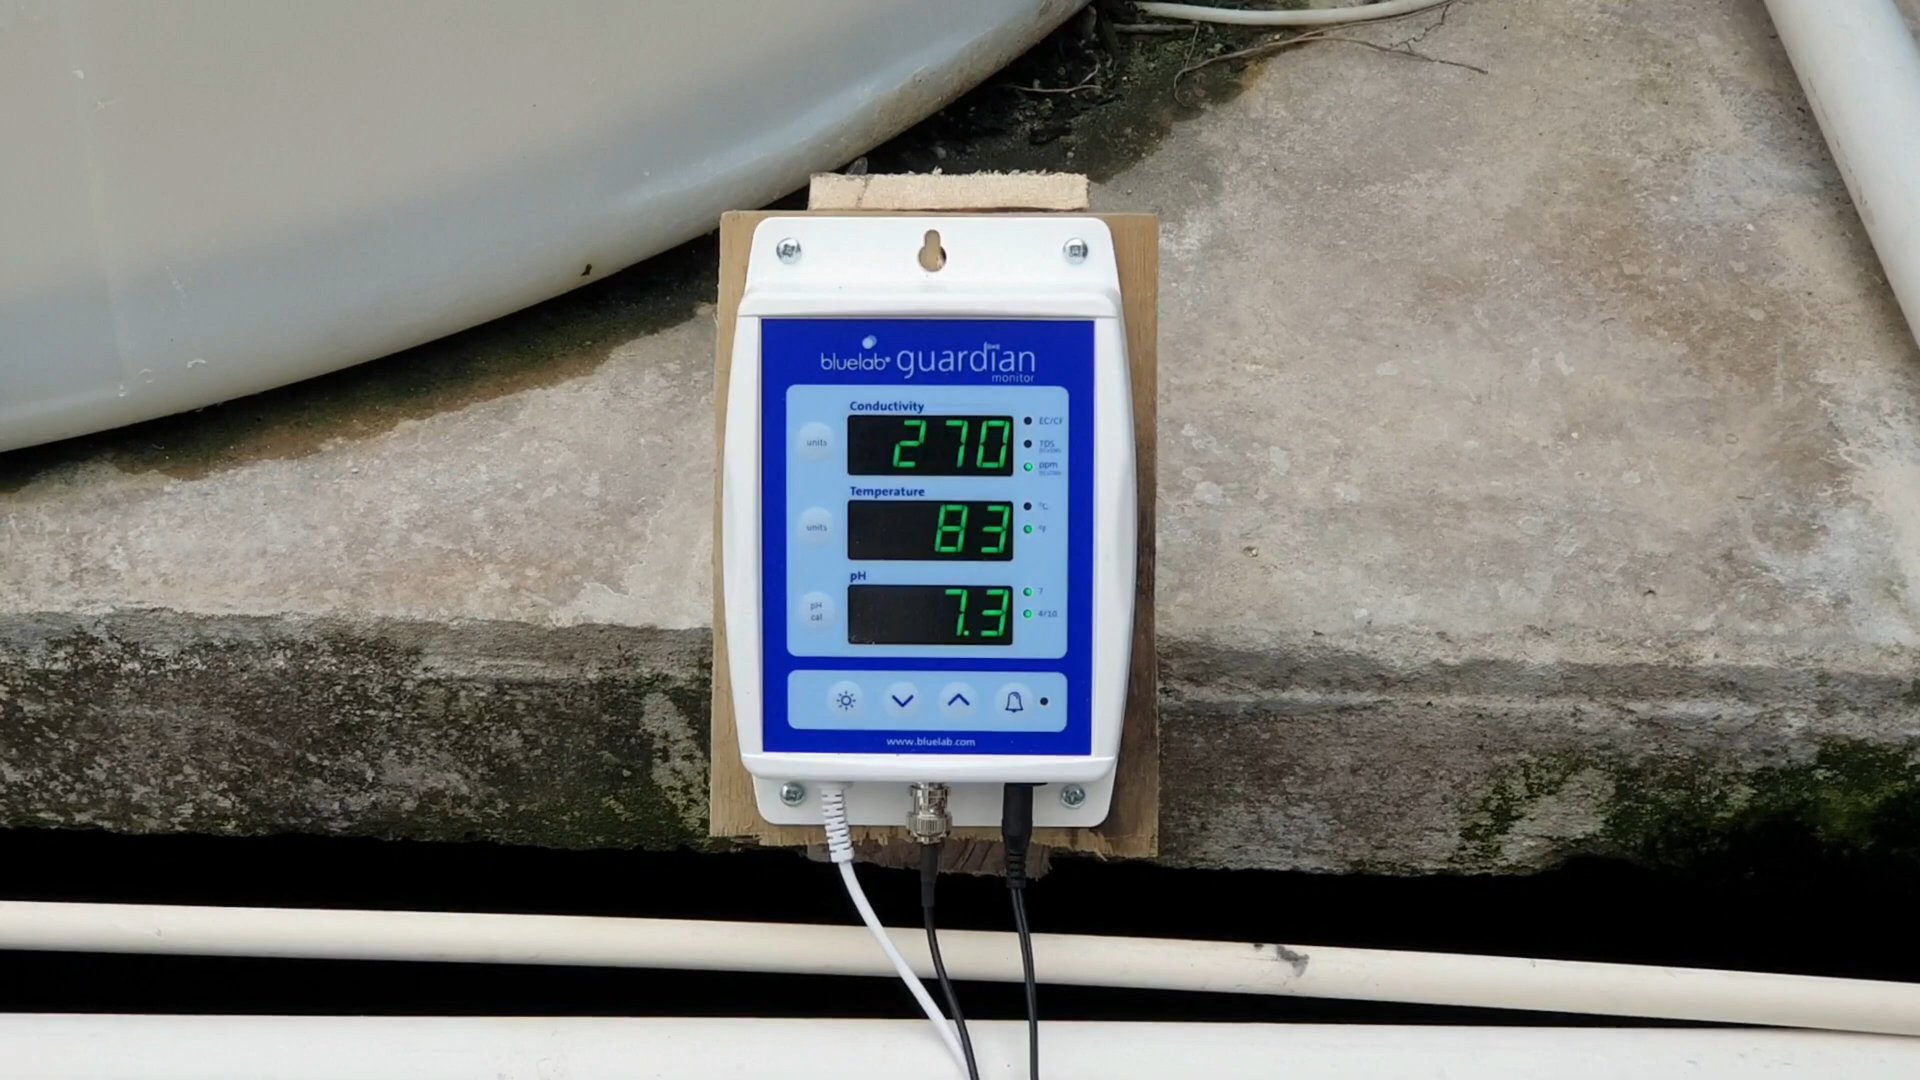 bluelab® guardian
monitor
Conductivity
units
270
EC/CF
TDS
ppm
Temperature
units
83
°C
°F
pH
pH
cal
7.3
7
4/10
www.bluelab.com